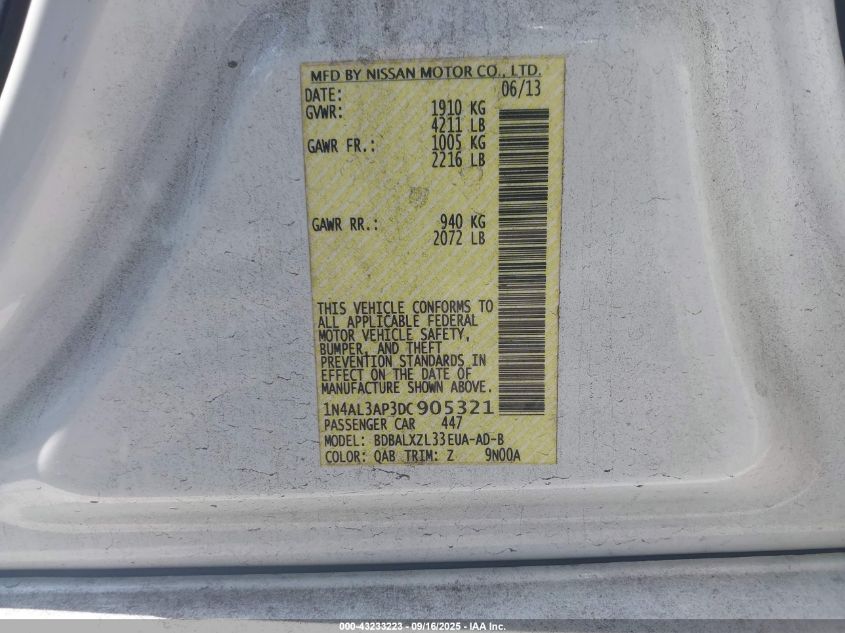 MFD BY NISSAN MOTOR CO., LTD.
DATE: 06/13
GVWR: 1910 KG
4211 LB
GAWR FR.: 1005 KG
2216 LB
GAWR RR.: 940 KG
2072 LB
THIS VEHICLE CONFORMS TO
ALL APPLICABLE FEDERAL
MOTOR VEHICLE SAFETY,
BUMPER, AND THEFT
PREVENTION STANDARDS IN
EFFECT ON THE DATE OF
MANUFACTURE SHOWN ABOVE.
1N4AL3AP3DC905321
PASSENGER CAR 447
MODEL: BDBALXZL33EUA-AD-B
COLOR: QAB TRIM: Z 9N00A
000-43233223 - 09/16/2025 - IAA Inc.